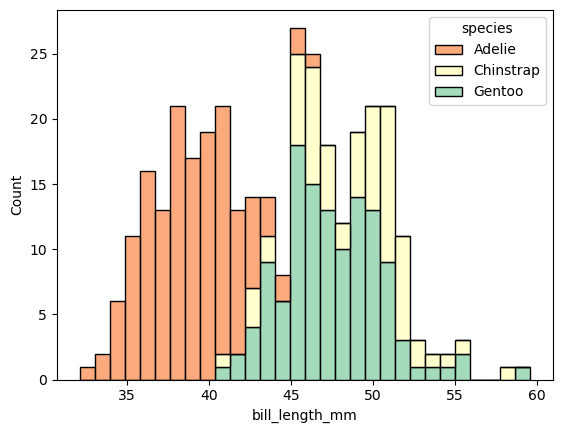 species
Adelie
Chinstrap
Gentoo
25
20
15
10
5
0
Count
35 40 45 50 55 60
bill_length_mm